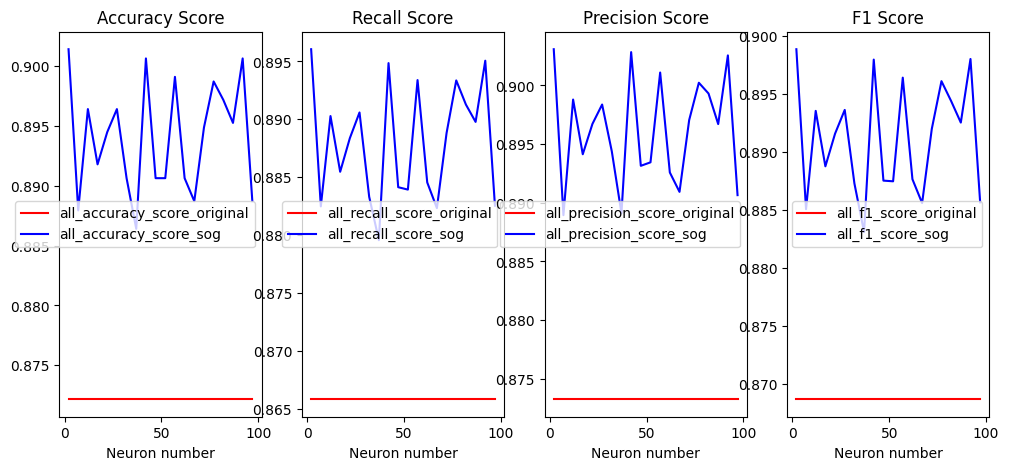 Accuracy Score
0.900
0.895
0.890
0.885
0.880
0.875
all_accuracy_score_original
all_accuracy_score_sog
0
50
100
Neuron number
Recall Score
0.895
0.890
0.885
0.880
0.875
0.870
0.865
all_recall_score_original
all_recall_score_sog
0
50
100
Neuron number
Precision Score
0.900
0.895
0.890
0.885
0.880
0.875
all_precision_score_original
all_precision_score_sog
0
50
100
Neuron number
F1 Score
0.900
0.895
0.890
0.885
0.880
0.875
0.870
all_f1_score_original
all_f1_score_sog
0
50
100
Neuron number